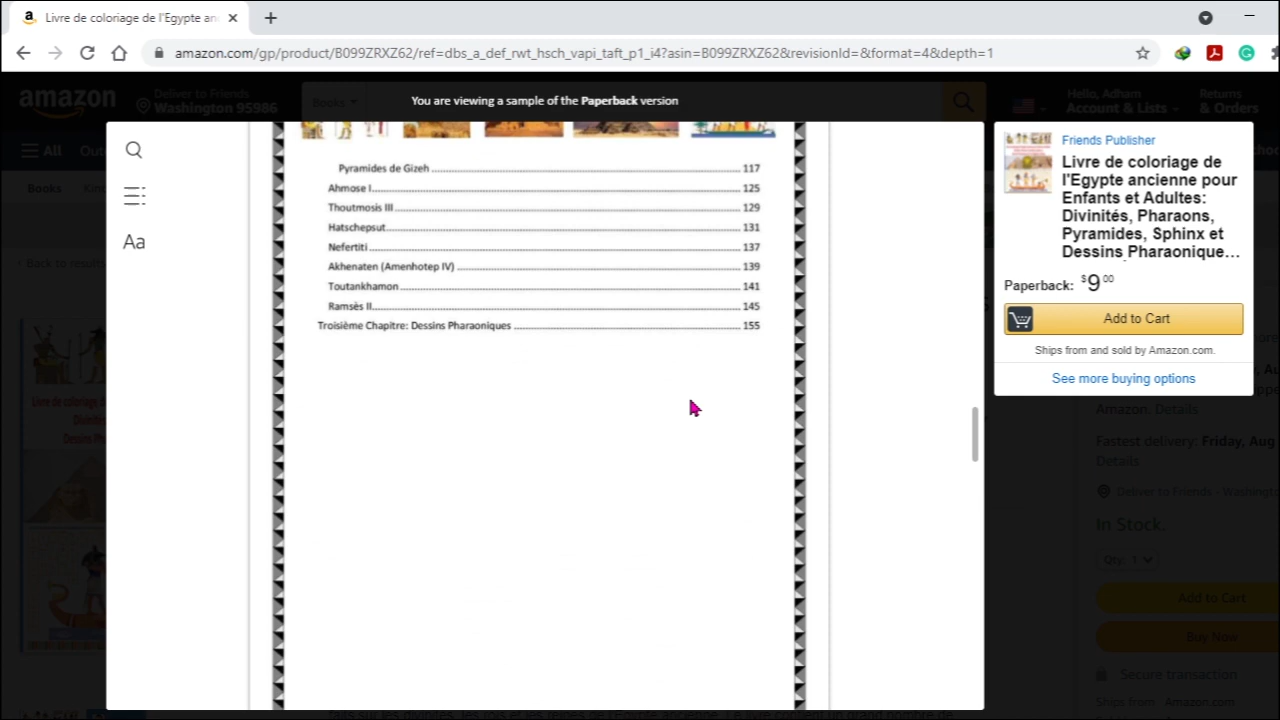 Livre de coloriage de l'Egypte an
amazon.com/gp/product/B099ZRXZ62/ref=dbs_a_def_rwt_hsch_vapi_taft_p1_i4?asin=B099ZRXZ62&revisionId=&format=4&depth=1
amazon
Deliver to Friends
Washington 95986
Books
You are viewing a sample of the Paperback version
Hello, Adham
Account & Lists
Returns
& Orders
All
Books
Back to results
Aa
Pyramides de Gizeh 117
Ahmose I 125
Thoutmosis III 129
Hatschepsut 131
Nefertiti 137
Akhenaten (Amenhotep IV) 139
Toutankhamon 141
Ramsès II 145
Troisième Chapitre: Dessins Pharaoniques 155
Friends Publisher
Livre de coloriage de
l'Egypte ancienne pour
Enfants et Adultes:
Divinités, Pharaons,
Pyramides, Sphinx et
Dessins Pharaonique...
Paperback: $9.00
Add to Cart
Ships from and sold by Amazon.com.
See more buying options
Amazon. Details
Fastest delivery: Friday, Aug
Details
Deliver to Friends - Washingt
In Stock.
Qty: 1
Add to Cart
Buy Now
Secure transaction
Ships from Amazon.com